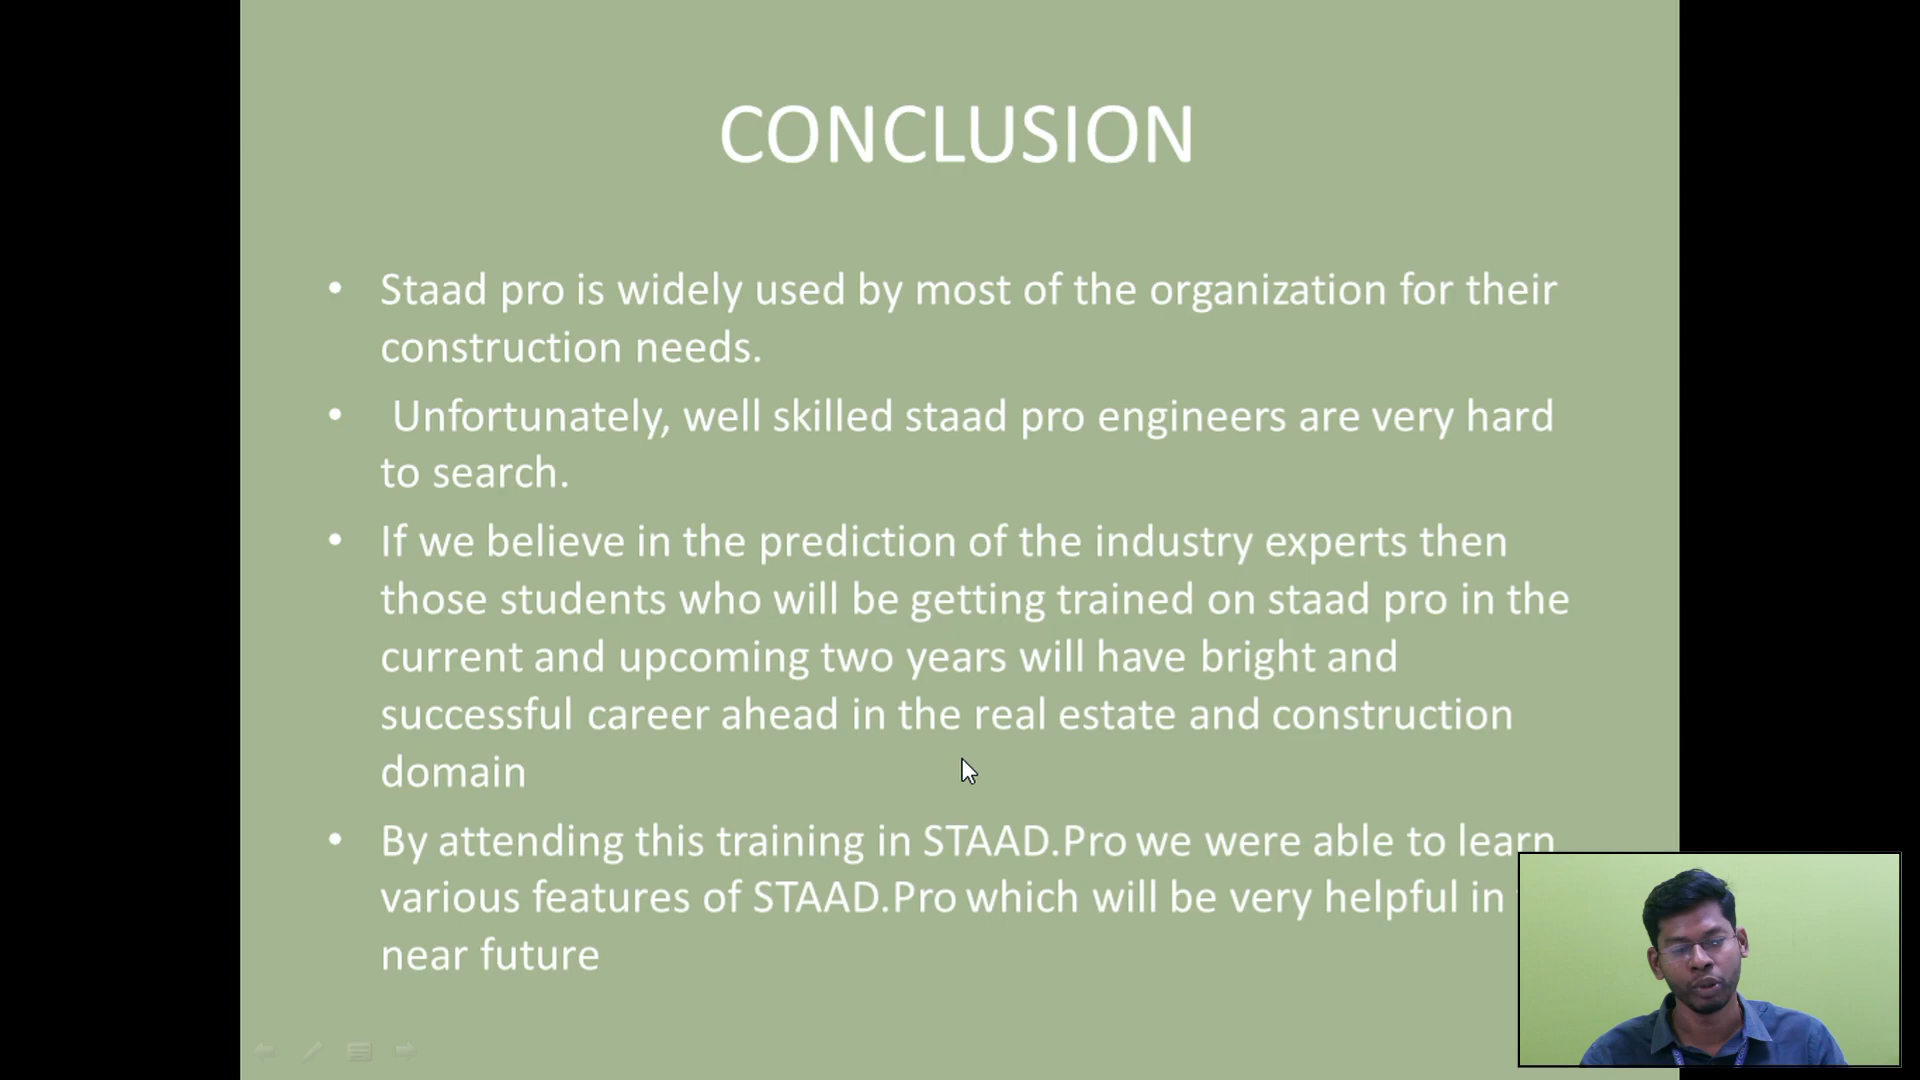 CONCLUSION
• Staad pro is widely used by most of the organization for their
construction needs.
• Unfortunately, well skilled staad pro engineers are very hard
to search.
• If we believe in the prediction of the industry experts then
those students who will be getting trained on staad pro in the
current and upcoming two years will have bright and
successful career ahead in the real estate and construction
domain
• By attending this training in STAAD.Pro we were able to learn
various features of STAAD.Pro which will be very helpful in
near future